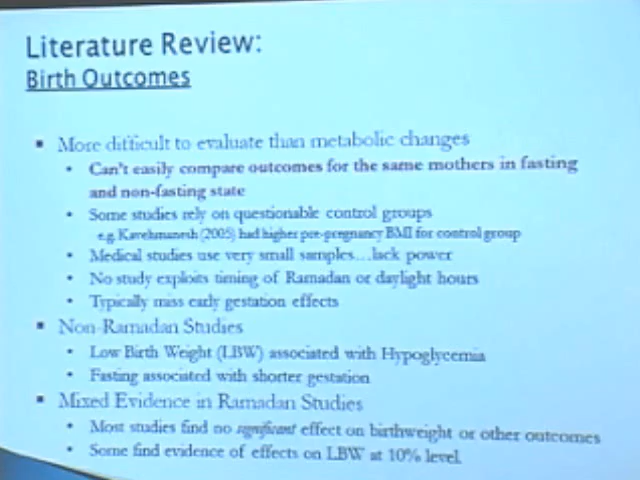 Literature Review:
Birth Outcomes
▪ More difficult to evaluate than metabolic changes
• Can't easily compare outcomes for the same mothers in fasting
and non-fasting state
• Some studies rely on questionable control groups
e.g. (2005) had higher pre-pregnancy BMI for control group
• Medical studies use very small samples...lack power
• No study exploits timing of Ramadan or daylight hours
• Typically miss early gestation effects
▪ Non-Ramadan Studies
• Low Birth Weight (LBW) associated with Hypoglycemia
• Fasting associated with shorter gestation
▪ Mixed Evidence in Ramadan Studies
• Most studies find no significant effect on birthweight or other outcomes
• Some find evidence of effects on LBW at 10% level.